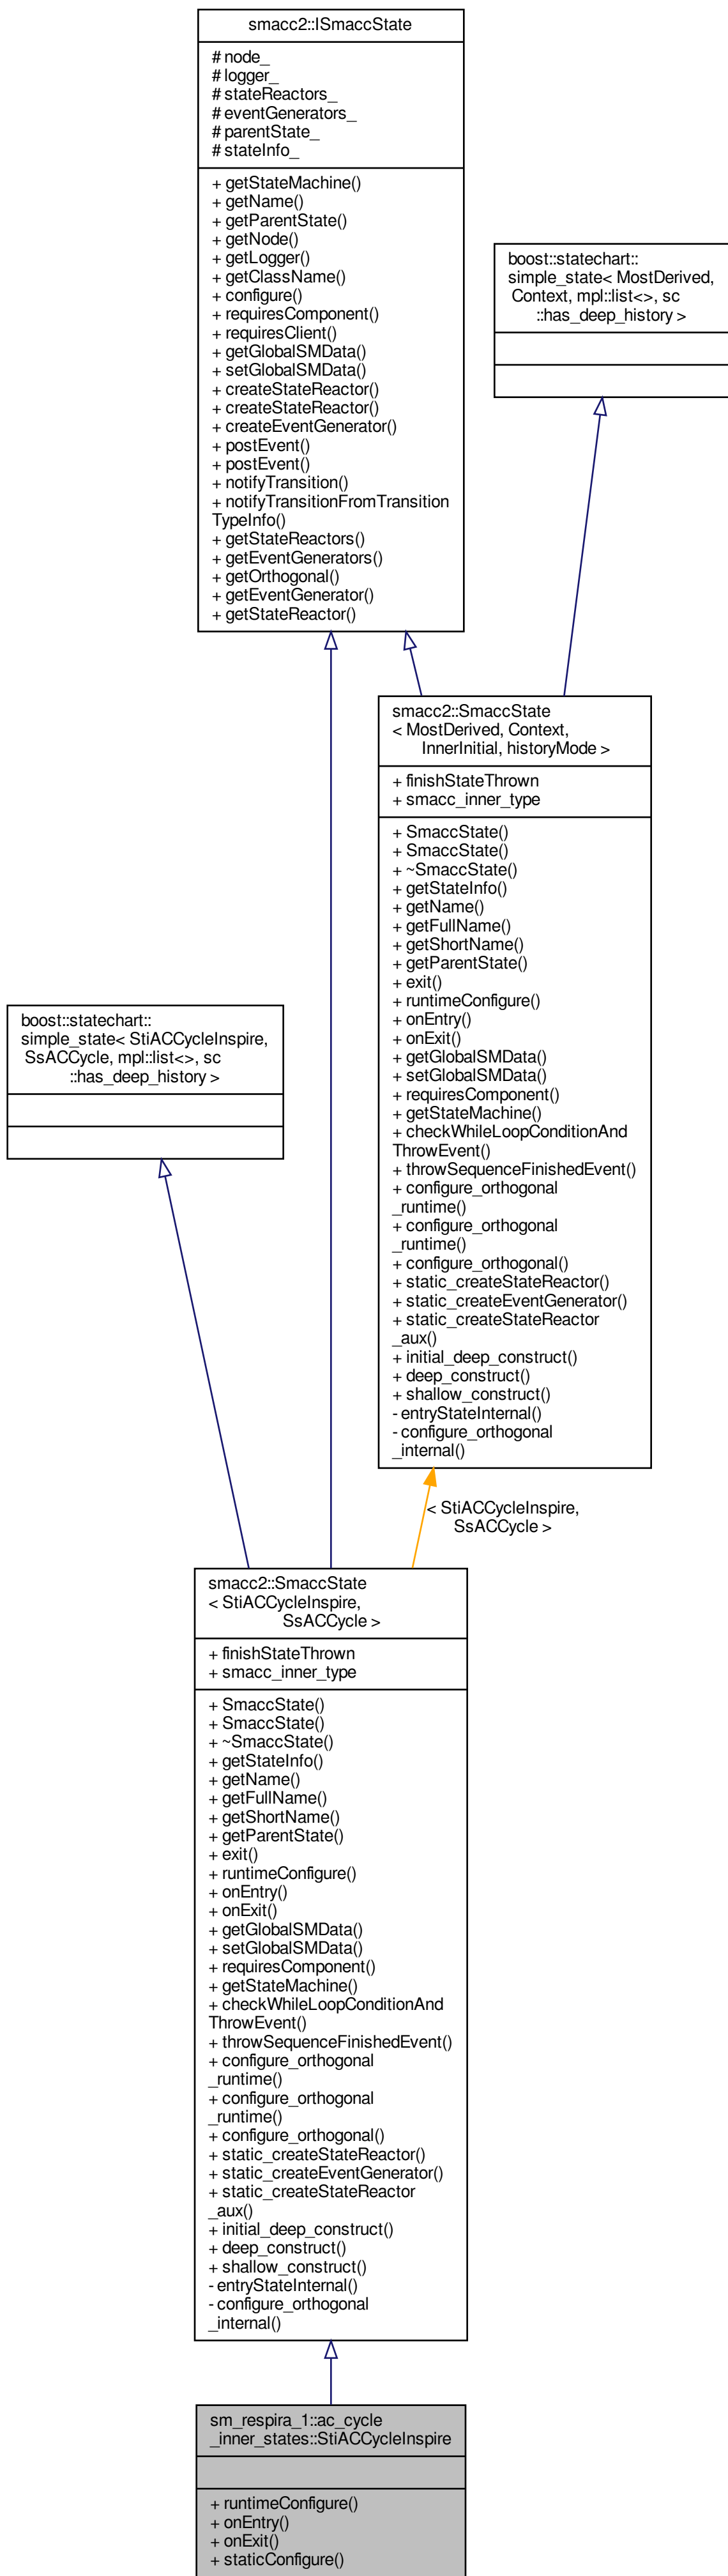 smacc2::ISmaccState
# node_
# logger_
# stateReactors_
# eventGenerators_
# parentState_
# stateInfo_
+ getStateMachine()
+ getName()
+ getParentState()
+ getNode()
+ getLogger()
+ getClassName()
+ configure()
+ requiresComponent()
+ requiresClient()
+ getGlobalSMData()
+ setGlobalSMData()
+ createStateReactor()
+ createStateReactor()
+ createEventGenerator()
+ postEvent()
+ postEvent()
+ notifyTransition()
+ notifyTransitionFromTransition
TypeInfo()
+ getStateReactors()
+ getEventGenerators()
+ getOrthogonal()
+ getEventGenerator()
+ getStateReactor()
boost::statechart::
simple_state< MostDerived,
Context, mpl::list<>, sc
::has_deep_history >
smacc2::SmaccState
< MostDerived, Context,
InnerInitial, historyMode >
+ finishStateThrown
+ smacc_inner_type
+ SmaccState()
+ SmaccState()
+ ~SmaccState()
+ getStateInfo()
+ getName()
+ getFullName()
+ getShortName()
+ getParentState()
+ exit()
+ runtimeConfigure()
+ onEntry()
+ onExit()
+ getGlobalSMData()
+ setGlobalSMData()
+ requiresComponent()
+ getStateMachine()
+ checkWhileLoopConditionAnd
ThrowEvent()
+ throwSequenceFinishedEvent()
+ configure_orthogonal
_runtime()
+ configure_orthogonal
_runtime()
+ configure_orthogonal()
+ static_createStateReactor()
+ static_createEventGenerator()
+ static_createStateReactor
_aux()
+ initial_deep_construct()
+ deep_construct()
+ shallow_construct()
- entryStateInternal()
- configure_orthogonal
_internal()
boost::statechart::
simple_state< StiACCycleInspire,
SsACCycle, mpl::list<>, sc
::has_deep_history >
< StiACCycleInspire,
SsACCycle >
smacc2::SmaccState
< StiACCycleInspire,
SsACCycle >
+ finishStateThrown
+ smacc_inner_type
+ SmaccState()
+ SmaccState()
+ ~SmaccState()
+ getStateInfo()
+ getName()
+ getFullName()
+ getShortName()
+ getParentState()
+ exit()
+ runtimeConfigure()
+ onEntry()
+ onExit()
+ getGlobalSMData()
+ setGlobalSMData()
+ requiresComponent()
+ getStateMachine()
+ checkWhileLoopConditionAnd
ThrowEvent()
+ throwSequenceFinishedEvent()
+ configure_orthogonal
_runtime()
+ configure_orthogonal
_runtime()
+ configure_orthogonal()
+ static_createStateReactor()
+ static_createEventGenerator()
+ static_createStateReactor
_aux()
+ initial_deep_construct()
+ deep_construct()
+ shallow_construct()
- entryStateInternal()
- configure_orthogonal
_internal()
sm_respira_1::ac_cycle
_inner_states::StiACCycleInspire
+ runtimeConfigure()
+ onEntry()
+ onExit()
+ staticConfigure()